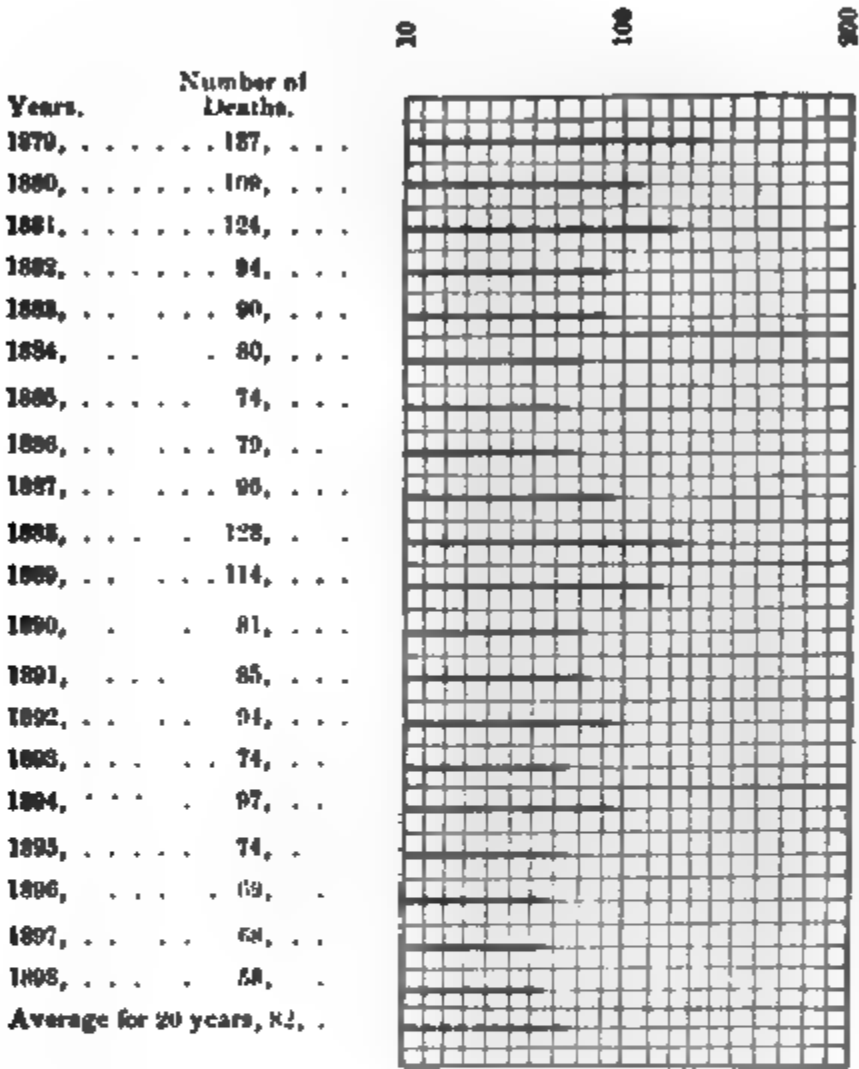 10 100 200
Years. Number of Deaths.
1879, . . . . . . . 137, . . .
1880, . . . . . . 109, . . .
1881, . . . . . . . 124, . . .
1882, . . . . . . . 94, . . .
1883, . . . . . 90, . . .
1884, . . . 80, . . .
1885, . . . . . 74, . . .
1886, . . . . . 79, . .
1887, . . . . . . . .
1888, . . . . 128, . .
1889, . . . . . . 114, . . .
1890, . . 81, . . .
1891, . . . 85, . . .
1892, . . . . 94, . . .
1893, . . . . . 74, . .
1894, . . . . 97, . .
1895, . . . . . 74, .
1896, . . . . . 69, .
1897, . . . . . .
1898, . . . . .
Average for 20 years, .